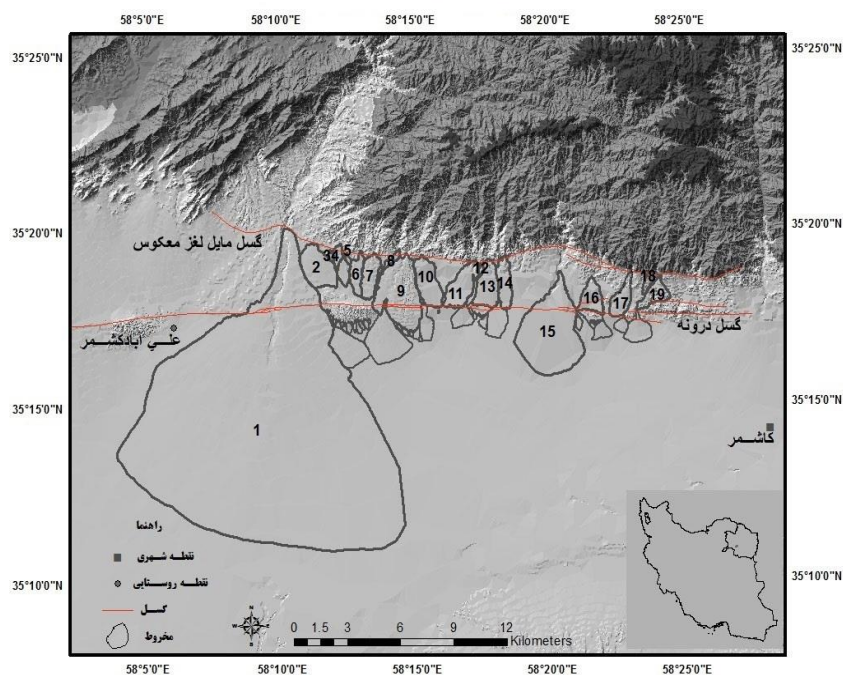 58°5'0"E 58°10'0"E 58°15'0"E 58°20'0"E 58°25'0"E
35°25'0"N 35°25'0"N
35°20'0"N 35°20'0"N
35°15'0"N 35°15'0"N
35°10'0"N 35°10'0"N
گسل مایل لغز معکوس
2 3 4 5 6 7 8 9 10 11 12 13 14 15 16 17 18 19
گسل درونه
علي ابادکشمر
1
کاشمر
راهنما
نقطه شهری
نقطه روستایی
گسل
مخروط
N
W E
S
0 1.5 3 6 9 12
Kilometers
58°5'0"E 58°10'0"E 58°15'0"E 58°20'0"E 58°25'0"E